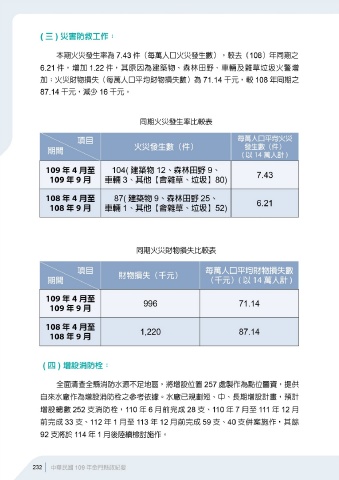 (三)災害防救工作：
本期火災發生率為 7.43 件（每萬人口火災發生數），較去（108）年同期之
6.21 件，增加 1.22 件，其原因為建築物、森林田野、車輛及雜草垃圾火警增
加；火災財物損失（每萬人口平均財物損失數）為 71.14 千元，較 108 年同期之
87.14 千元，減少 16 千元。
同期火災發生率比較表
項目
期間
火災發生數（件）
每萬人口平均火災
發生數（件）
（以 14 萬人計）
109 年 4 月至
109 年 9 月
104( 建築物 12、森林田野 9、
車輛 3、其他【含雜草、垃圾】80)
7.43
108 年 4 月至
108 年 9 月
87( 建築物 9、森林田野 25、
車輛 1、其他【含雜草、垃圾】52)
6.21
同期火災財物損失比較表
項目
期間
財物損失（千元）
每萬人口平均財物損失數
（千元）( 以 14 萬人計 )
109 年 4 月至
109 年 9 月
996
71.14
108 年 4 月至
108 年 9 月
1,220
87.14
(四)增設消防栓：
全面清查全縣消防水源不足地區，將增設位置 257 處製作為點位圖資，提供
自來水廠作為增設消防栓之參考依據。水廠已規劃短、中、長期增設計畫，預計
增設總數 252 支消防栓，110 年 6 月前完成 28 支、110 年 7 月至 111 年 12 月
前完成 33 支、112 年 1 月至 113 年 12 月前完成 59 支、40 支併案施作，其餘
92 支將於 114 年 1 月後陸續檢討施作。
232 中華民國 109 年金門縣政紀要